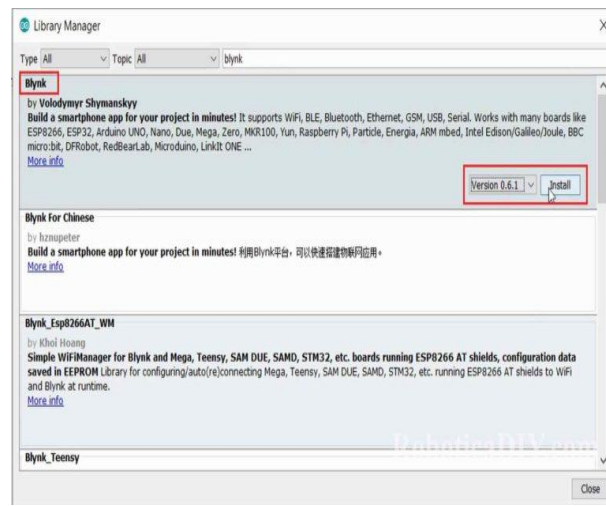 Library Manager
Type All Topic All blynk
Blynk
by Volodymyr Shymanskyy
Build a smartphone app for your project in minutes! It supports WiFi, BLE, Bluetooth, Ethernet, GSM, USB, Serial. Works with many boards like
ESP8266, ESP32, Arduino UNO, Nano, Due, Mega, Zero, MKR100, Yun, Raspberry Pi, Particle, Energia, ARM mbed, Intel Edison/Galileo/Joule, BBC
micro:bit, DFRobot, RedBearLab, Microduino, LinkIt ONE ...
More info
Version 0.6.1 Install
Blynk For Chinese
by hznupeter
Build a smartphone app for your project in minutes! 利用Blynk平台，可以快速搭建物联网应用。
More info
Blynk_Esp8266AT_WM
by Khoi Hoang
Simple WiFiManager for Blynk and Mega, Teensy, SAM DUE, SAMD, STM32, etc. boards running ESP8266 AT shields, configuration data
saved in EEPROM Library for configuring/auto(re)connecting Mega, Teensy, SAM DUE, SAMD, STM32, etc. running ESP8266 AT shields to WiFi
and Blynk at runtime.
More info
RoboticaDIY.com
Blynk_Teensy
Close